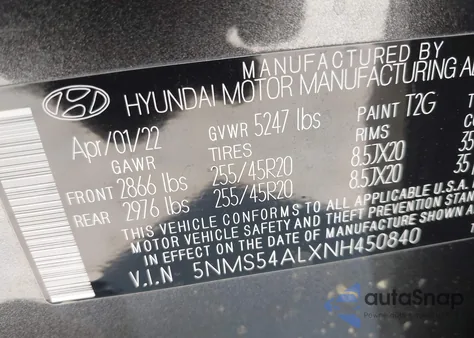 MANUFACTURED BY
HYUNDAI MOTOR MANUFACTURING
Apr/01/22 GVWR 5247 lbs PAINT T2G
GAWR TIRES RIMS
FRONT 2866 lbs 255/45R20 8.5JX20 35
REAR 2976 lbs 255/45R20 8.5JX20 35
THIS VEHICLE CONFORMS TO ALL APPLICABLE U.S.A.
MOTOR VEHICLE SAFETY AND THEFT PREVENTION STAN
IN EFFECT ON THE DATE OF MANUFACTURE SHOWN A
V.I.N 5NMS54ALXNH450840
autoSnap